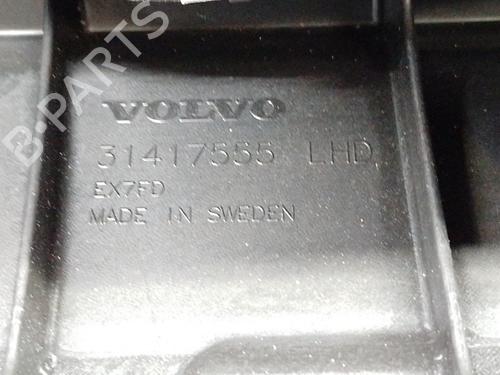 B-PARTS
VOLVO
31417555 LHD
EX7FD
MADE IN SWEDEN